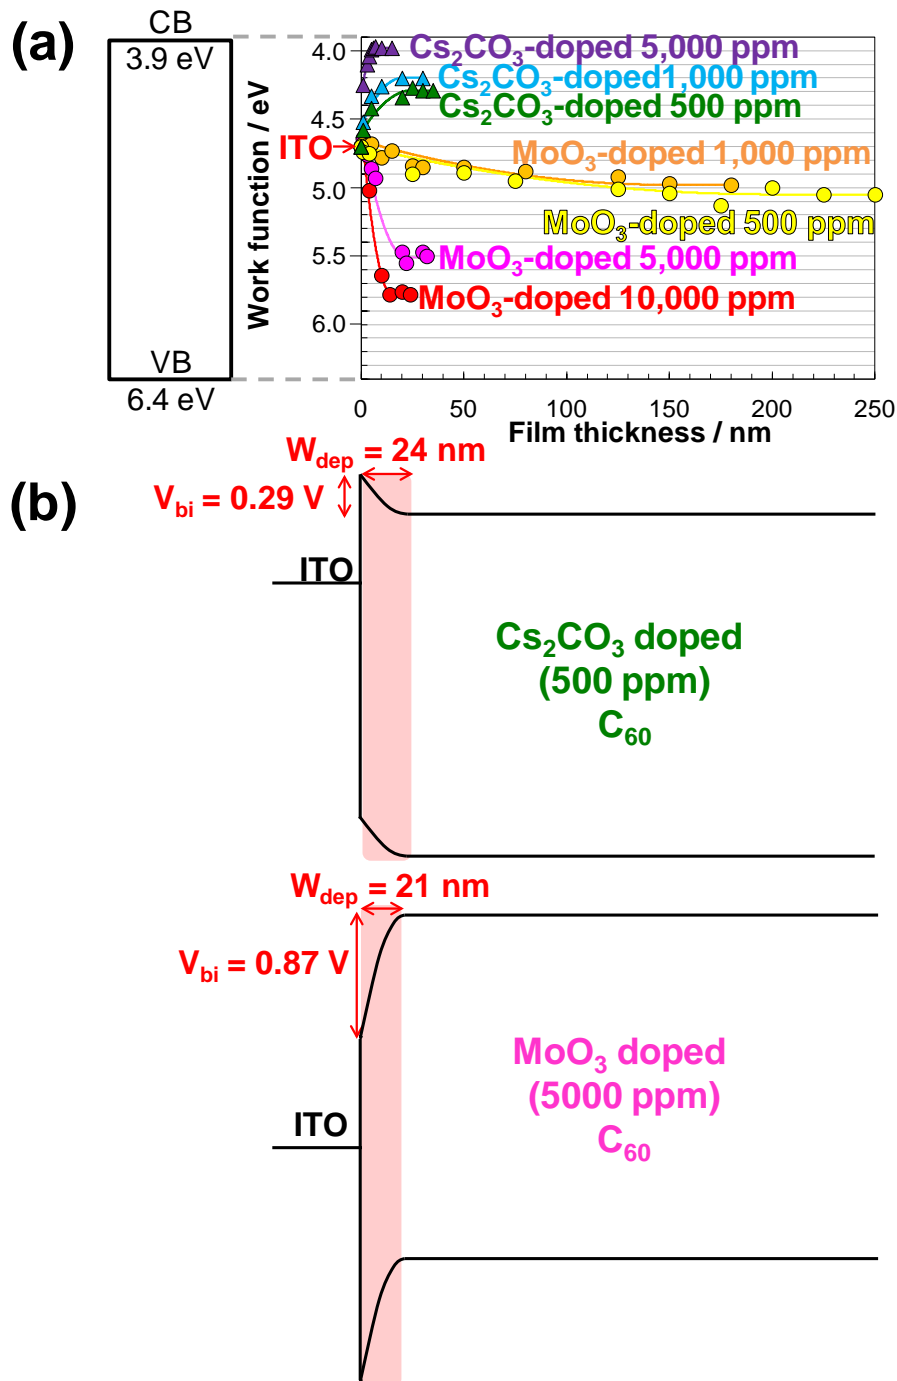 (a)
CB
3.9 eV
VB
6.4 eV
Work function / eV
4.0
4.5
5.0
5.5
6.0
ITO
Cs₂CO₃-doped 5,000 ppm
Cs₂CO₃-doped1,000 ppm
Cs₂CO₃-doped 500 ppm
MoO₃-doped 1,000 ppm
MoO₃-doped 500 ppm
MoO₃-doped 5,000 ppm
MoO₃-doped 10,000 ppm
0 50 100 150 200 250
Film thickness / nm
(b)
W_dep = 24 nm
V_bi = 0.29 V
ITO
Cs₂CO₃ doped
(500 ppm)
C₆₀
W_dep = 21 nm
V_bi = 0.87 V
ITO
MoO₃ doped
(5000 ppm)
C₆₀